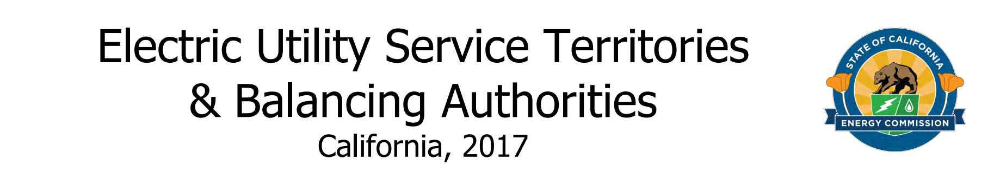 Electric Utility Service Territories
& Balancing Authorities
California, 2017
STATE OF CALIFORNIA
ENERGY COMMISSION